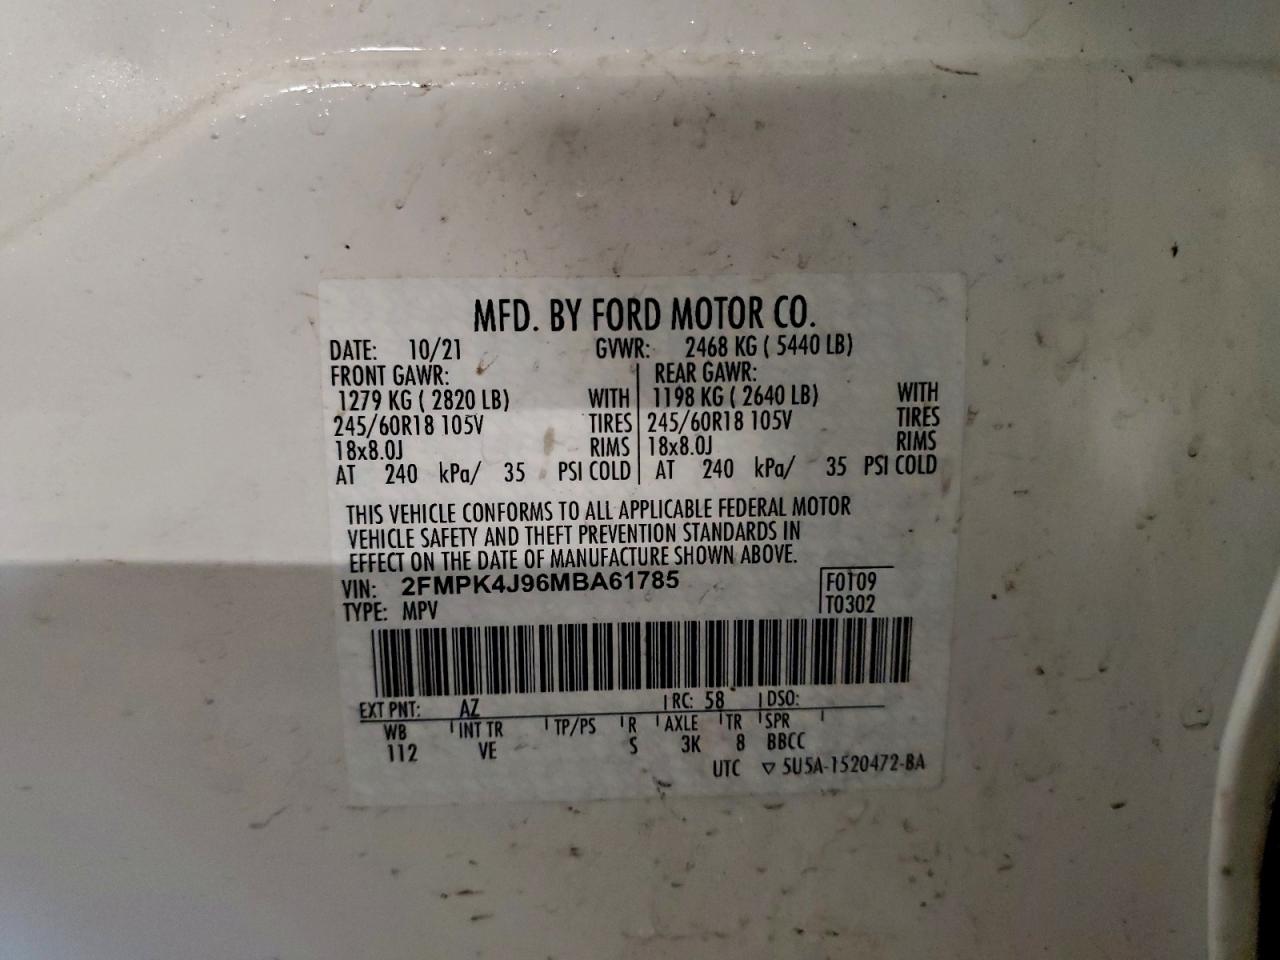 MFD. BY FORD MOTOR CO.
DATE: 10/21 GVWR: 2468 KG ( 5440 LB)
FRONT GAWR: REAR GAWR:
1279 KG ( 2820 LB) WITH 1198 KG ( 2640 LB) WITH
245/60R18 105V TIRES 245/60R18 105V TIRES
18x8.0J RIMS 18x8.0J RIMS
AT 240 kPa/ 35 PSI COLD AT 240 kPa/ 35 PSI COLD
THIS VEHICLE CONFORMS TO ALL APPLICABLE FEDERAL MOTOR
VEHICLE SAFETY AND THEFT PREVENTION STANDARDS IN
EFFECT ON THE DATE OF MANUFACTURE SHOWN ABOVE.
VIN: 2FMPK4J96MBA61785 F0T09
TYPE: MPV T0302
EXT PNT: AZ RC: 58 DSO:
WB INT TR TP/PS R AXLE TR SPR
112 VE S 3K 8 BBCC
UTC ▽ 5U5A-1520472-BA